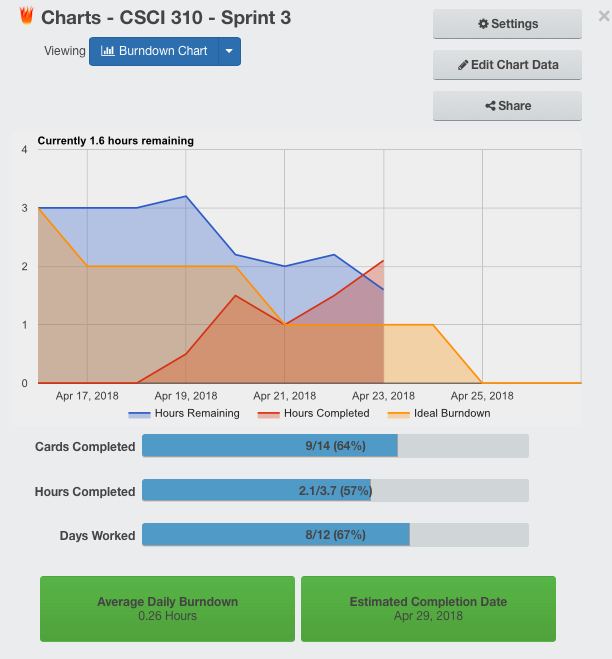 Charts - CSCI 310 - Sprint 3
Settings
Viewing Burndown Chart
Edit Chart Data
Share
Currently 1.6 hours remaining
4
3
2
1
0
Apr 17, 2018 Apr 19, 2018 Apr 21, 2018 Apr 23, 2018 Apr 25, 2018
Hours Remaining Hours Completed Ideal Burndown
Cards Completed 9/14 (64%)
Hours Completed 2.1/3.7 (57%)
Days Worked 8/12 (67%)
Average Daily Burndown
0.26 Hours
Estimated Completion Date
Apr 29, 2018